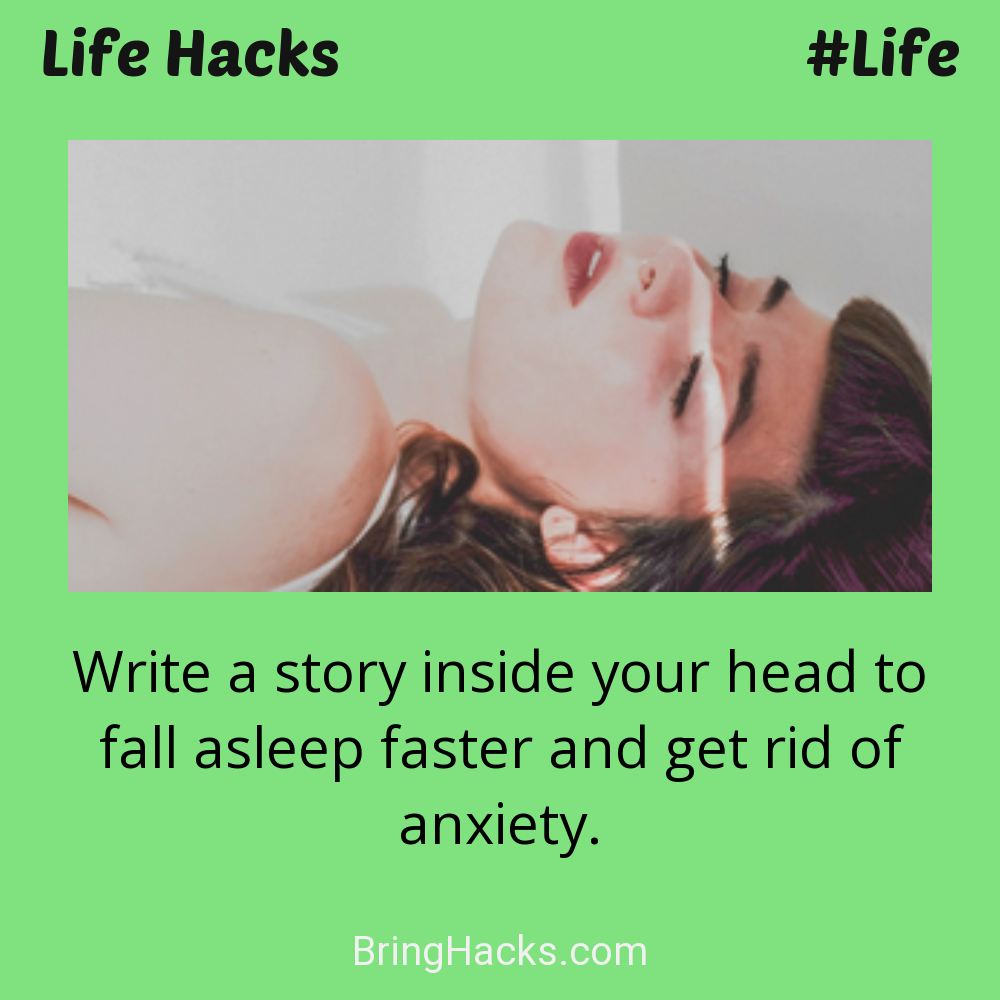 Life Hacks #Life
Write a story inside your head to
fall asleep faster and get rid of
anxiety.
BringHacks.com